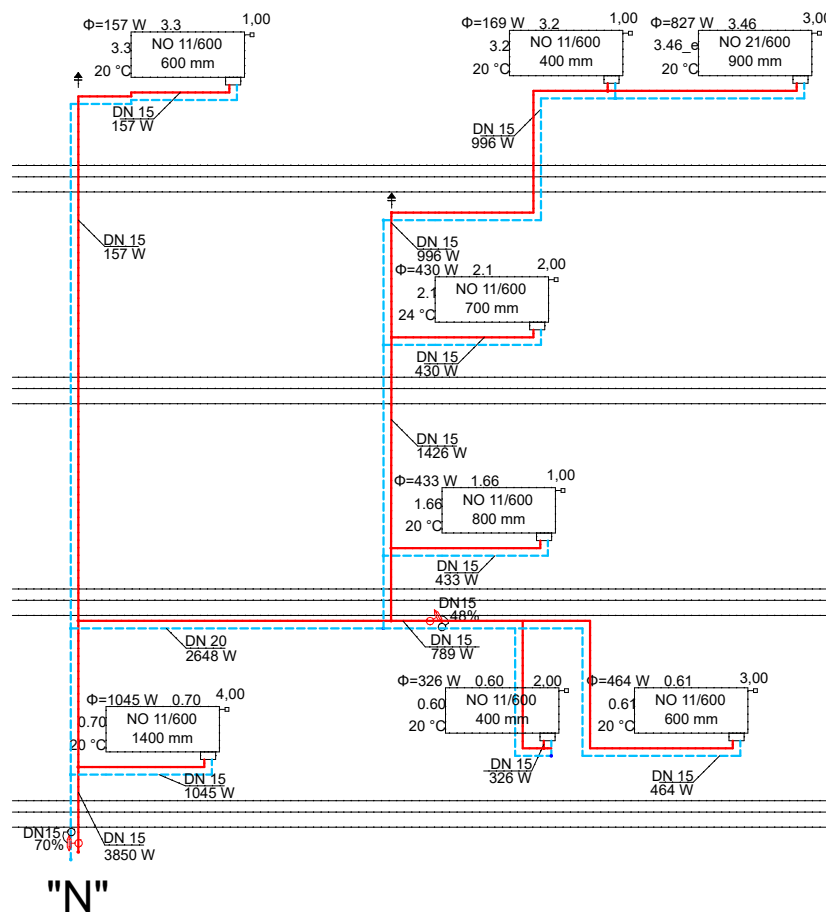 Φ=157 W 3.3 1,00
3.3
NO 11/600
20 °C
600 mm
DN 15
157 W
Φ=169 W 3.2 1,00
3.2
NO 11/600
20 °C
400 mm
Φ=827 W 3.46 3,00
3.46_e
NO 21/600
20 °C
900 mm
DN 15
996 W
DN 15
157 W
DN 15
996 W
Φ=430 W 2.1 2,00
2.1
NO 11/600
24 °C
700 mm
DN 15
430 W
DN 15
1426 W
Φ=433 W 1.66 1,00
1.66
NO 11/600
20 °C
800 mm
DN 15
433 W
DN15
48%
DN 20
2648 W
DN 15
789 W
Φ=1045 W 0.70 4,00
0.70
NO 11/600
20 °C
1400 mm
DN 15
1045 W
Φ=326 W 0.60 2,00
0.60
NO 11/600
20 °C
400 mm
DN 15
326 W
Φ=464 W 0.61 3,00
0.61
NO 11/600
20 °C
600 mm
DN 15
464 W
DN15
70%
DN 15
3850 W
"N"